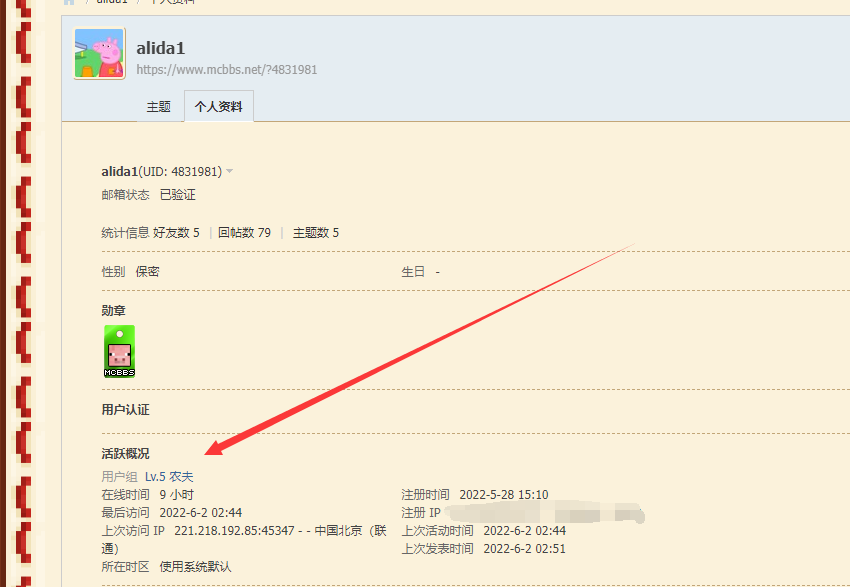 alida1
https://www.mcbbs.net/?4831981
主题 个人资料
alida1(UID: 4831981)
邮箱状态 已验证
统计信息 好友数 5 | 回帖数 79 | 主题数 5
性别 保密 生日 -
勋章
MCBBS
用户认证
活跃概况
用户组 Lv.5 农夫
在线时间 9 小时 注册时间 2022-5-28 15:10
最后访问 2022-6-2 02:44 注册 IP
上次访问 IP 221.218.192.85:45347 - - 中国北京（联 上次活动时间 2022-6-2 02:44
通） 上次发表时间 2022-6-2 02:51
所在时区 使用系统默认